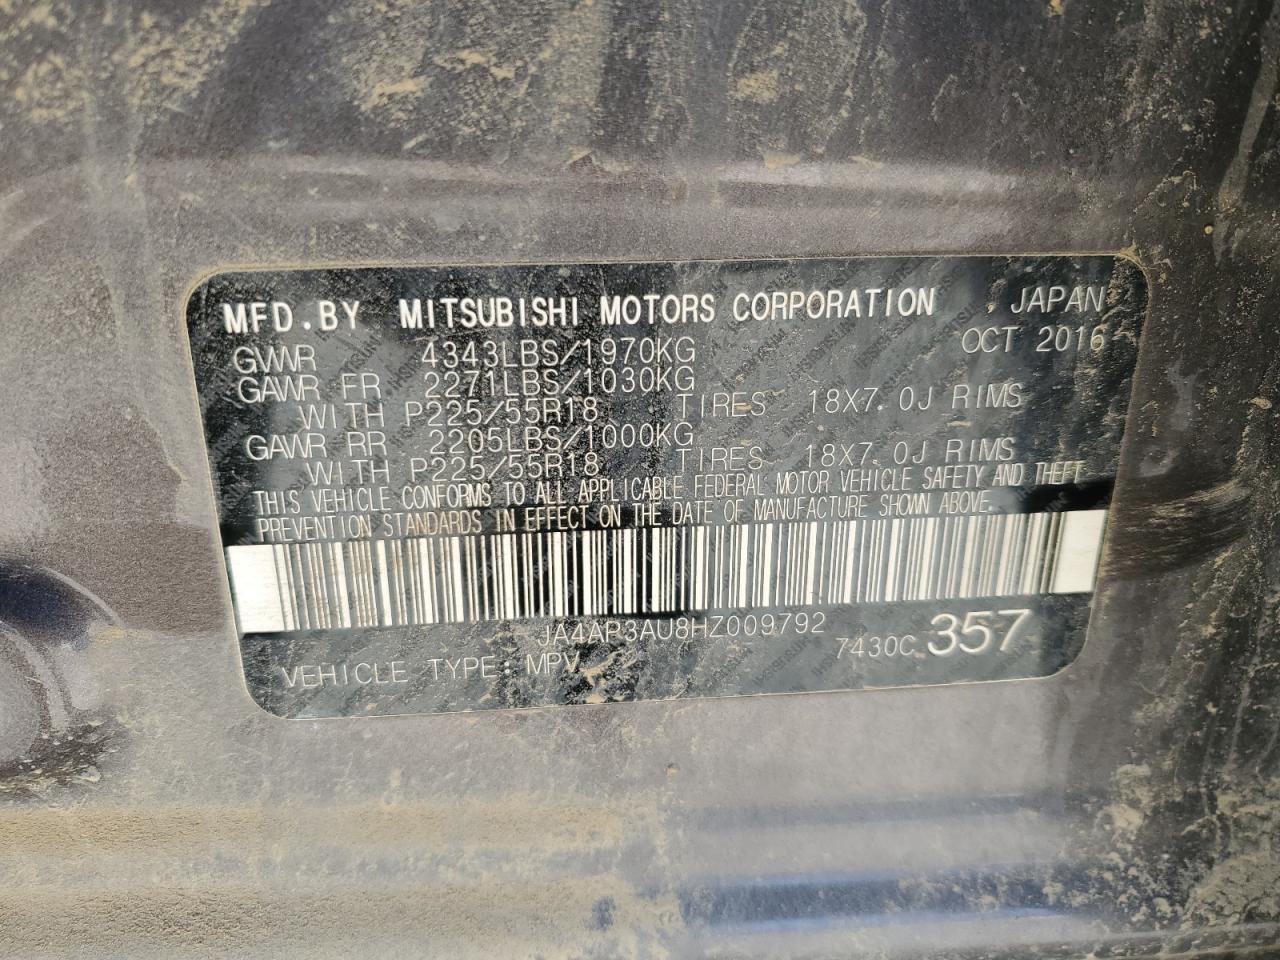 MFD.BY MITSUBISHI MOTORS CORPORATION, JAPAN
GVWR 4343LBS/1970KG OCT 2016
GAWR FR 2271LBS/1030KG
WITH P225/55R18 TIRES 18X7.0J RIMS
GAWR RR 2205LBS/1000KG
WITH P225/55R18 TIRES 18X7.0J RIMS
THIS VEHICLE CONFORMS TO ALL APPLICABLE FEDERAL MOTOR VEHICLE SAFETY AND THEFT
PREVENTION STANDARDS IN EFFECT ON THE DATE OF MANUFACTURE SHOWN ABOVE.
JA4AP3AU8HZ009792
VEHICLE TYPE: MPV 7430C 357